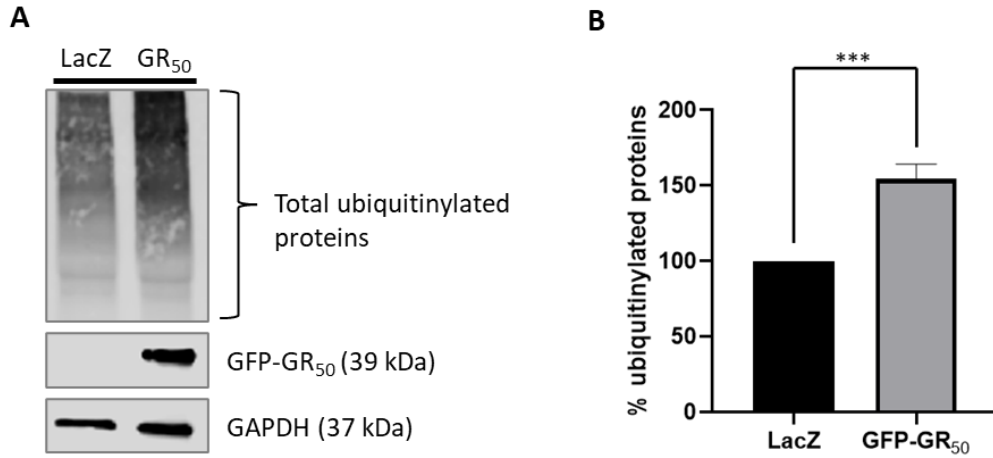 A
LacZ GR50
Total ubiquitinylated
proteins
GFP-GR50 (39 kDa)
GAPDH (37 kDa)
B
***
% ubiquitinylated proteins
200
150
100
50
0
LacZ GFP-GR50